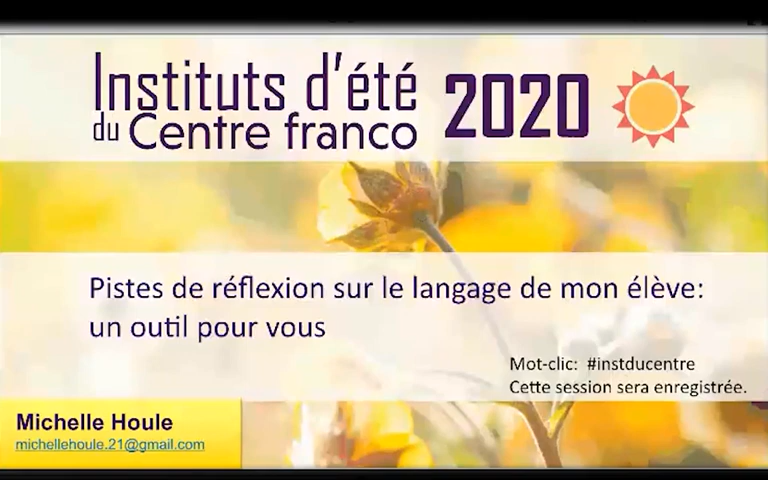 Instituts d'été
du Centre franco 2020
Pistes de réflexion sur le langage de mon élève:
un outil pour vous
Mot-clic: #instducentre
Cette session sera enregistrée.
Michelle Houle
michellehoule.21@gmail.com